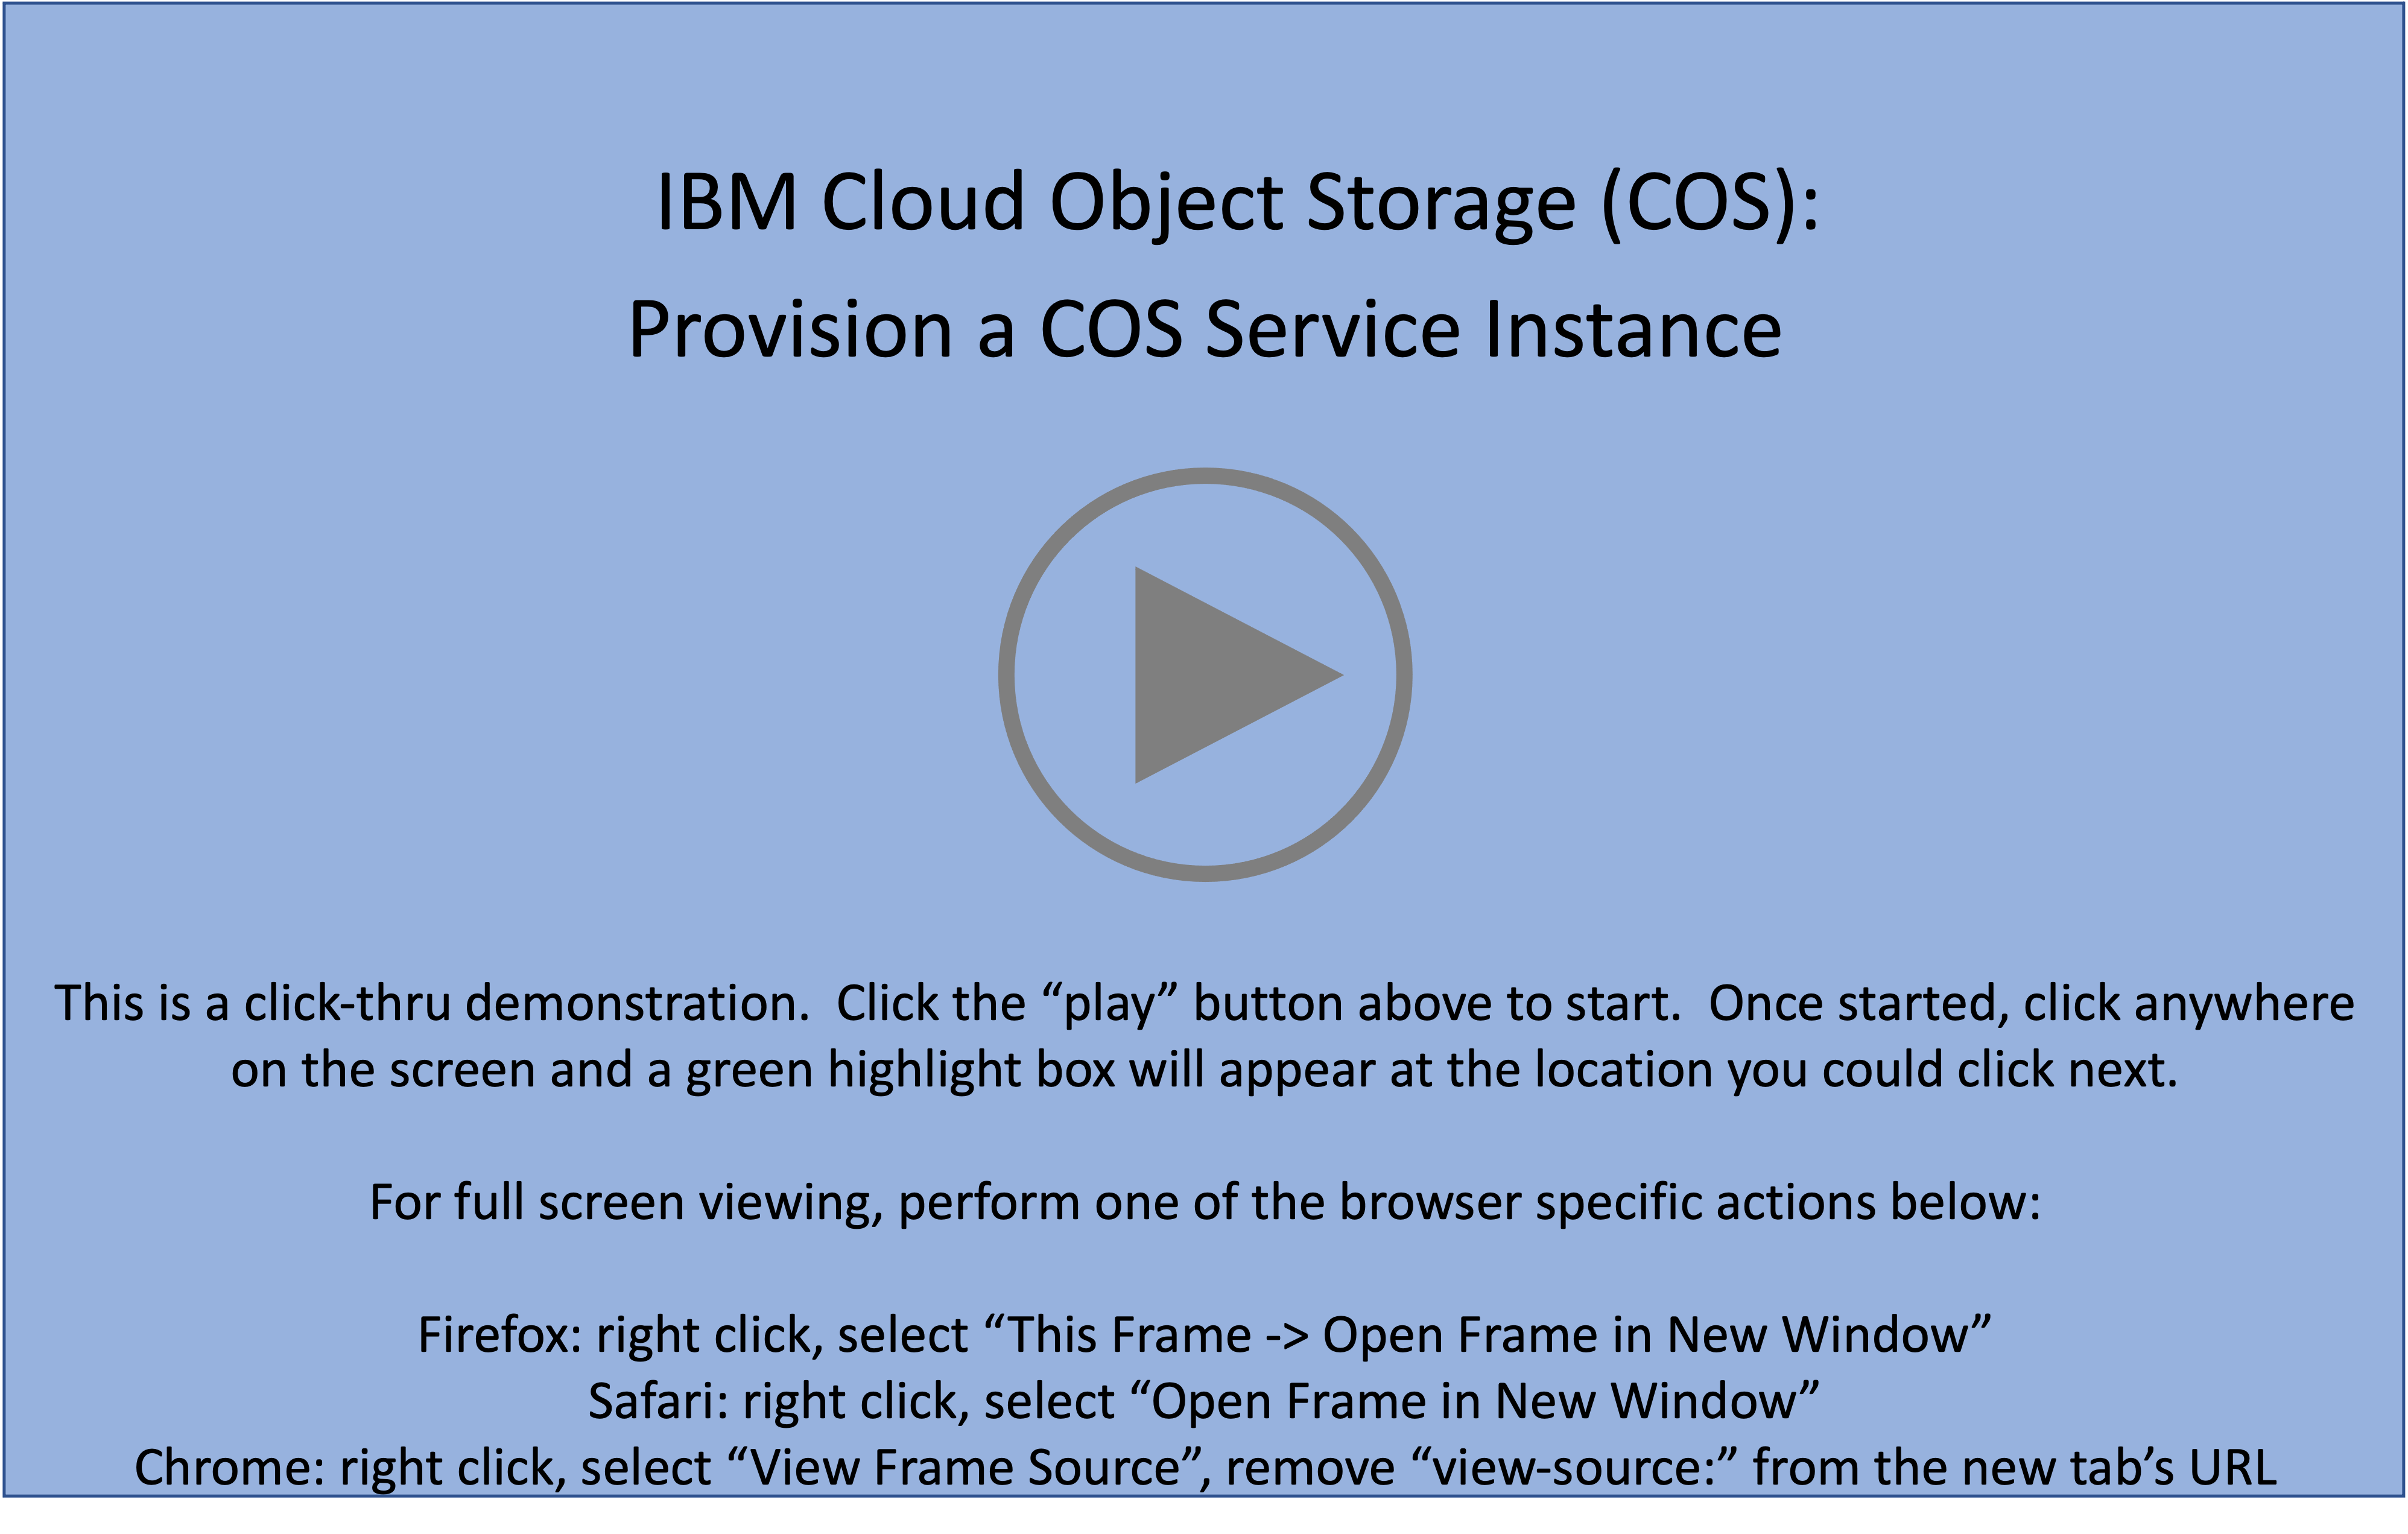 IBM Cloud Object Storage (COS):
Provision a COS Service Instance
This is a click-thru demonstration.  Click the “play” button above to start.  Once started, click anywhere
on the screen and a green highlight box will appear at the location you could click next.
For full screen viewing, perform one of the browser specific actions below:
Firefox: right click, select “This Frame -> Open Frame in New Window”
Safari: right click, select “Open Frame in New Window”
Chrome: right click, select “View Frame Source”, remove “view-source:” from the new tab’s URL